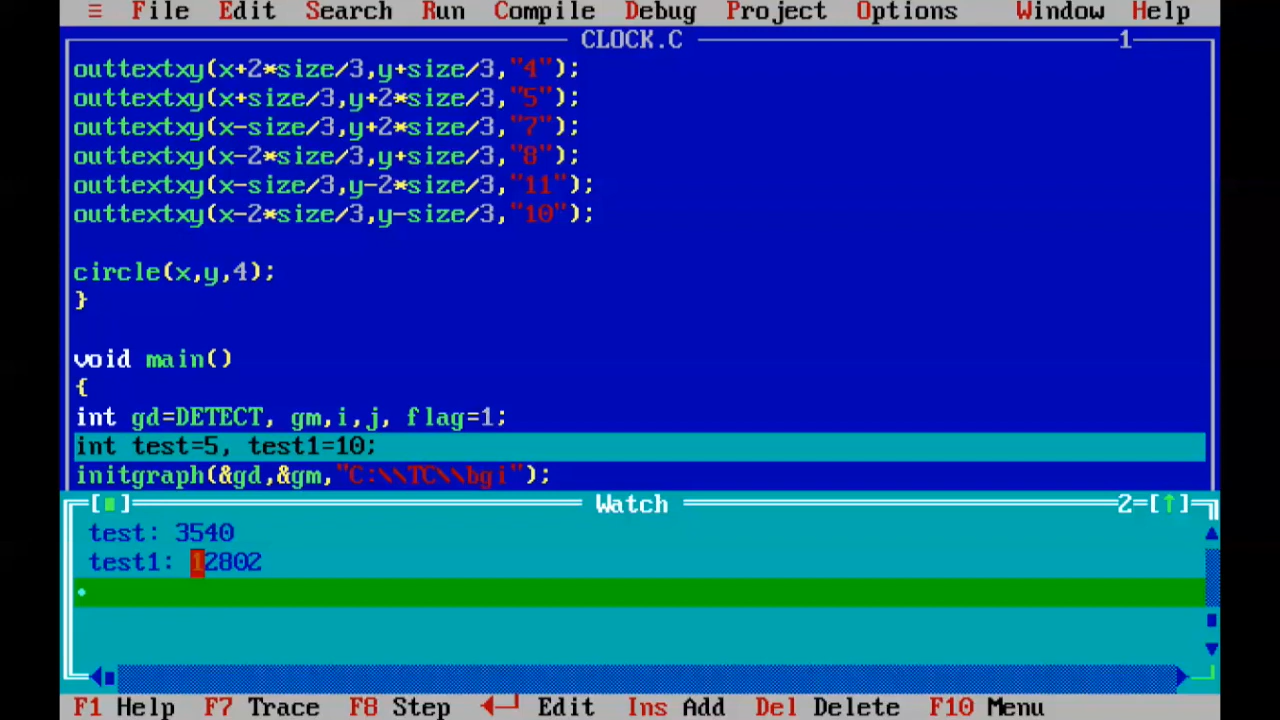 ≡ File Edit Search Run Compile Debug Project Options Window Help
CLOCK.C 1
outtextxy(x+2*size/3,y+size/3,"4");
outtextxy(x+size/3,y+2*size/3,"5");
outtextxy(x-size/3,y+2*size/3,"7");
outtextxy(x-2*size/3,y+size/3,"8");
outtextxy(x-size/3,y-2*size/3,"11");
outtextxy(x-2*size/3,y-size/3,"10");
circle(x,y,4);
}
void main()
{
int gd=DETECT, gm,i,j, flag=1;
int test=5, test1=10;
initgraph(&gd,&gm,"C:\\TC\\bgi");
Watch 2=[↑]
test: 3540
test1: 12802
F1 Help F7 Trace F8 Step ↵ Edit Ins Add Del Delete F10 Menu